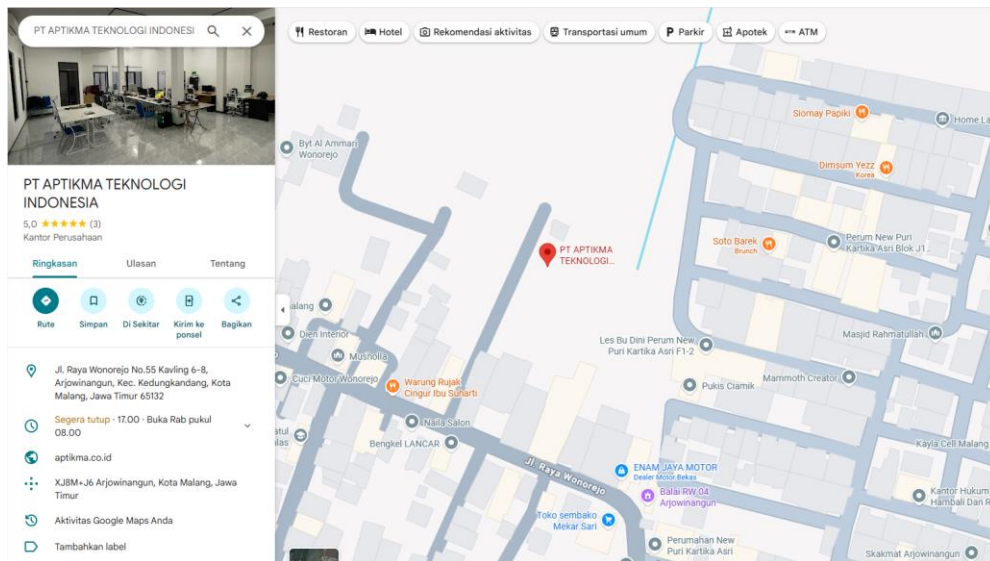 PT APTIKMA TEKNOLOGI INDONESI
PT APTIKMA TEKNOLOGI
INDONESIA
5,0
(3)
Kantor Perusahaan
Ringkasan
Ulasan
Tentang
Rute
Simpan
Di Sekitar
Kirim ke
ponsel
Bagikan
Jl. Raya Wonorejo No.55 Kavling 6-8,
Arjowinangun, Kec. Kedungkandang, Kota
Malang, Jawa Timur 65132
Segera tutup · 17.00 · Buka Rab pukul
08.00
aptikma.co.id
XJ8M+J6 Arjowinangun, Kota Malang, Jawa
Timur
Aktivitas Google Maps Anda
Tambahkan label
Restoran
Hotel
Rekomendasi aktivitas
Transportasi umum
P Parkir
Apotek
ATM
Byt Al Ammari
Wonorejo
Siomay Papiki
Home La
Dimsum Yezz
Korea
PT APTIKMA
TEKNOLOGI...
Soto Barek
Brunch
Perum New Puri
Kartika Asri Blok J1...
alang
Dien Interior
Musholla
Cuci Motor Wonorejo
Warung Rujak
Cingur Ibu Sunarti
Les Bu Dini Perum New
Puri Kartika Asri F1-2
Masjid Rahmatullah
Pukis Ciamik
Mammoth Creator
Naila Salon
Bengkel LANCAR
Jl. Raya Wonorejo
ENAM JAYA MOTOR
Dealer Motor Bekas
Balai RW 04
Arjowinangun
Toko sembako
Mekar Sari
Perumahan New
Puri Kartika Asri
Kayla Cell Malang
Kantor Hukum
Hambali Dan R
Skakmat Arjowinangun